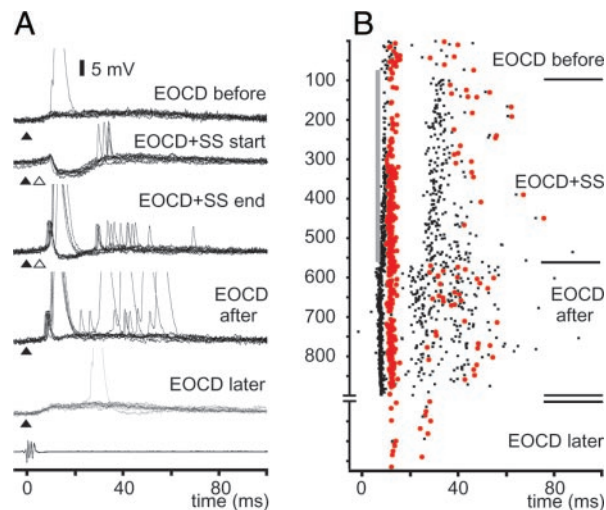 A
5 mV
EOCD before
EOCD+SS start
EOCD+SS end
EOCD
after
EOCD later
0
40
80
time (ms)
B
100
200
300
400
500
600
700
800
EOCD before
EOCD+SS
EOCD
after
EOCD later
0
40
80
time (ms)